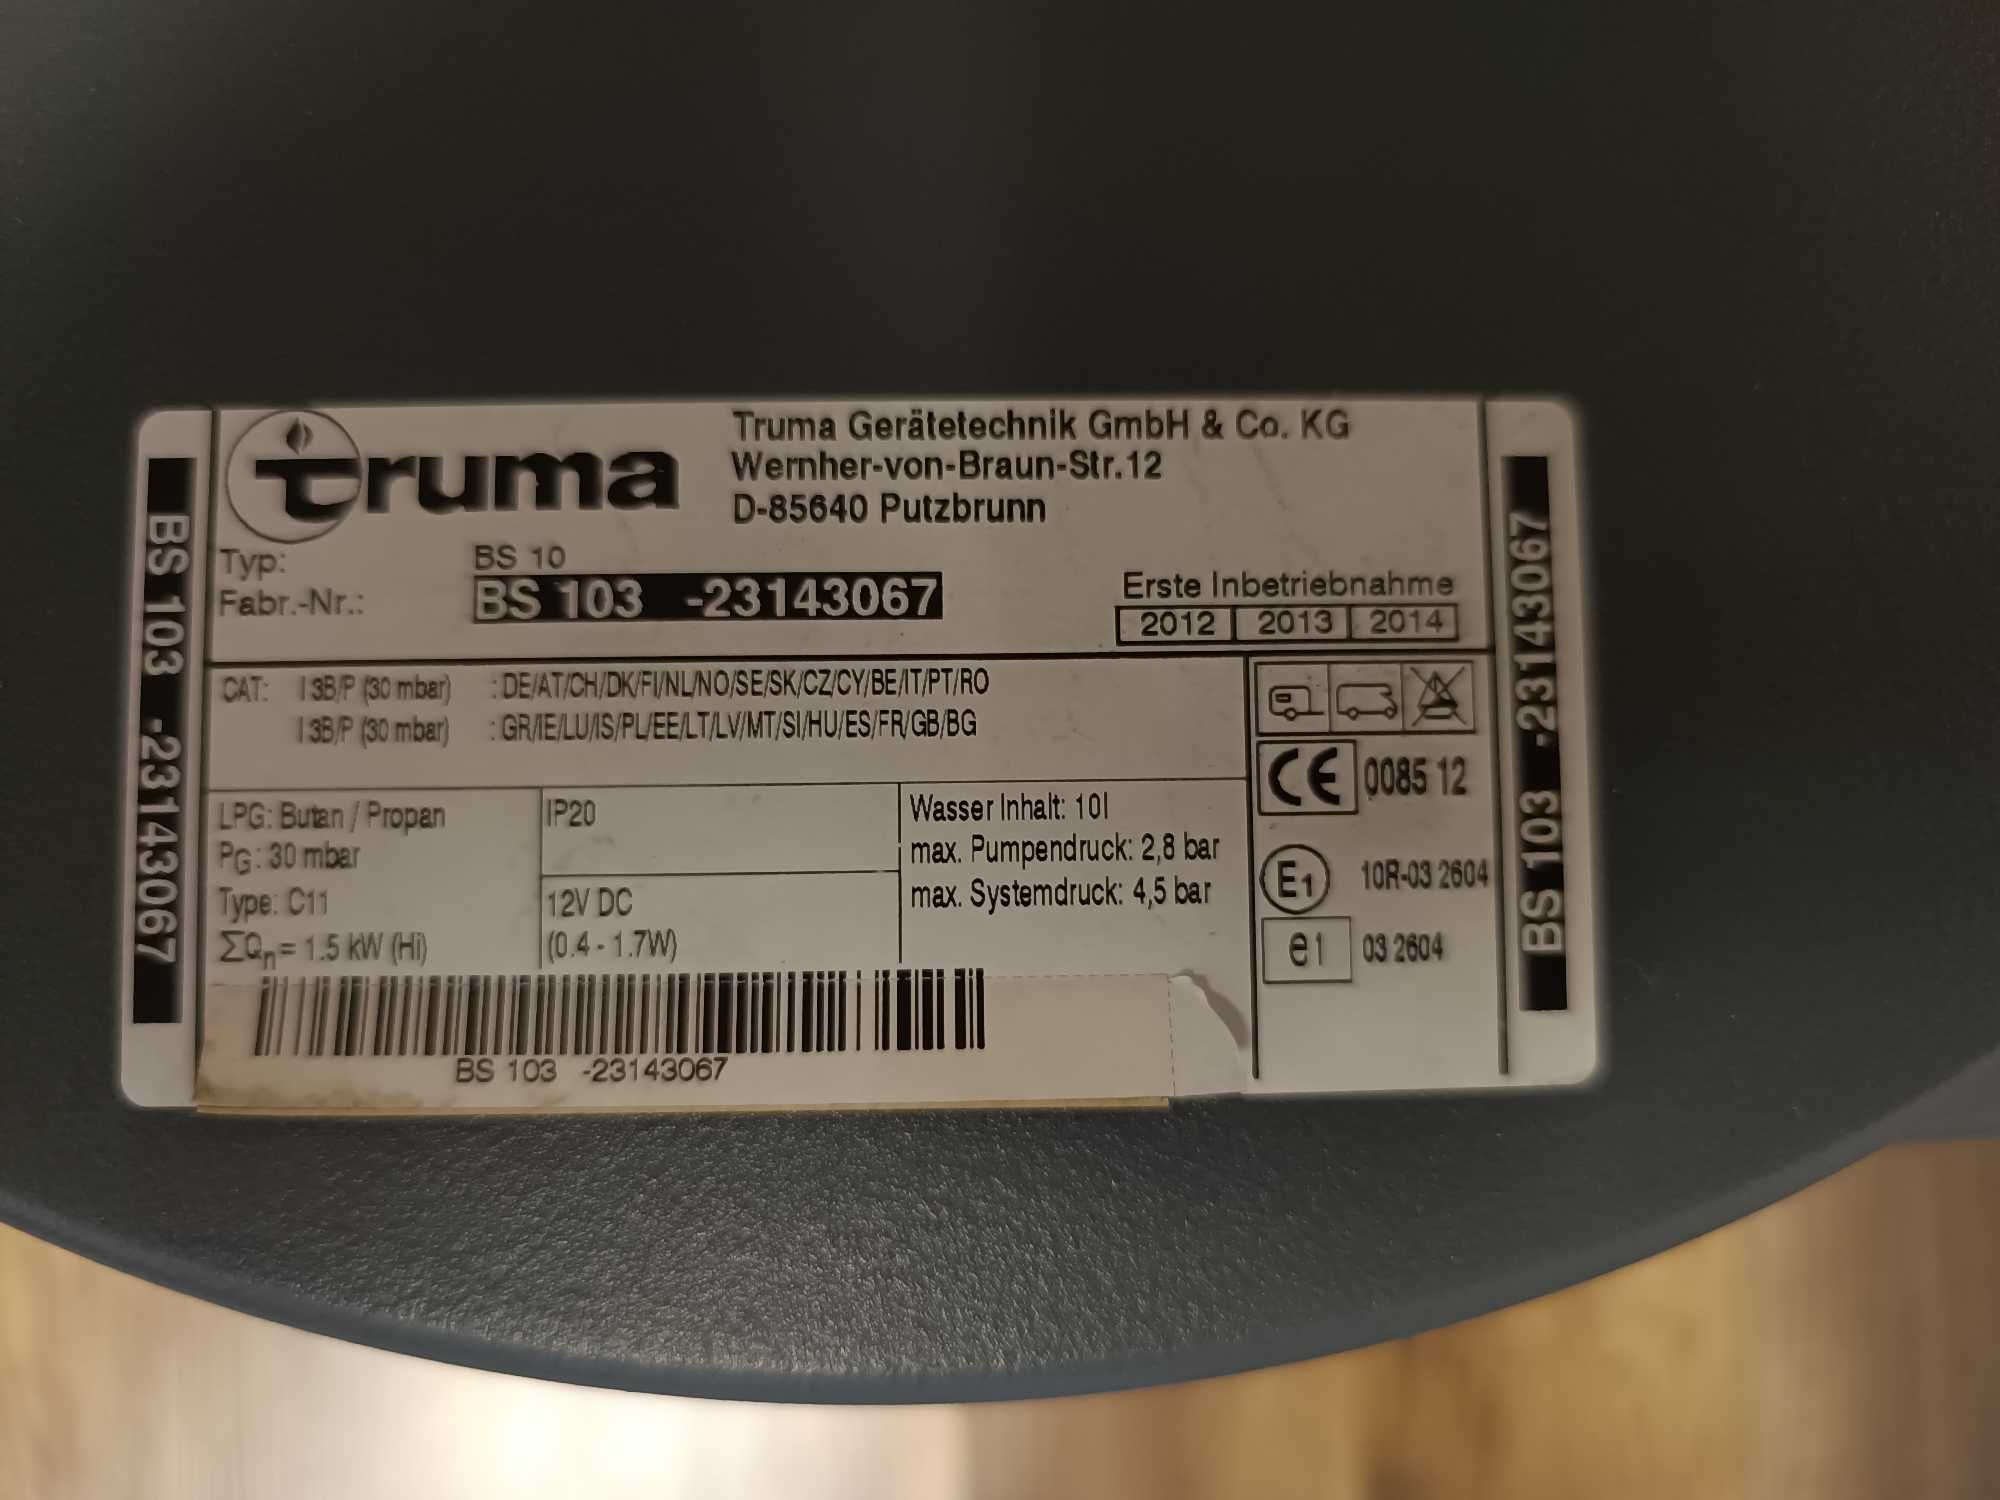 truma
Truma Gerätetechnik GmbH & Co. KG
Wernher-von-Braun-Str.12
D-85640 Putzbrunn
Typ: BS 10
Fabr.-Nr.: BS 103 -23143067
Erste Inbetriebnahme
2012 2013 2014
CAT: I 3B/P (30 mbar) : DE/AT/CH/DK/FI/NL/NO/SE/SK/CZ/CY/BE/IT/PT/RO
I 3B/P (30 mbar) : GR/IE/LU/IS/PL/EE/LT/LV/MT/SI/HU/ES/FR/GB/BG
LPG: Butan / Propan
PG : 30 mbar
Type: C11
ΣQn = 1.5 kW (Hi)
IP20
12V DC
(0.4 - 1.7W)
Wasser Inhalt: 10l
max. Pumpendruck: 2,8 bar
max. Systemdruck: 4,5 bar
CE 0085 12
E1 10R-03 2604
e1 03 2604
BS 103 -23143067
BS 103 -23143067
BS 103 -23143067